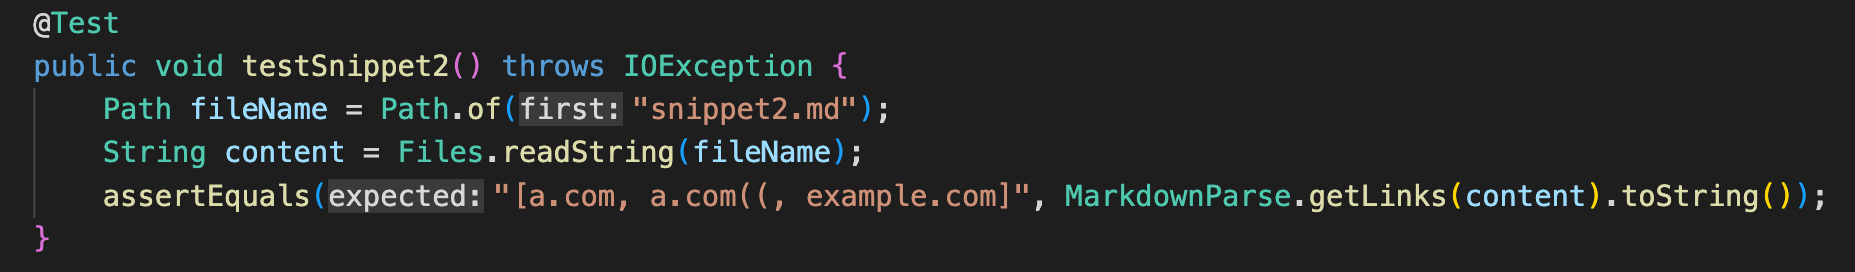 @Test
public void testSnippet2() throws IOException {
    Path fileName = Path.of(first: "snippet2.md");
    String content = Files.readString(fileName);
    assertEquals(expected: "[a.com, a.com((, example.com]", MarkdownParse.getLinks(content).toString());
}